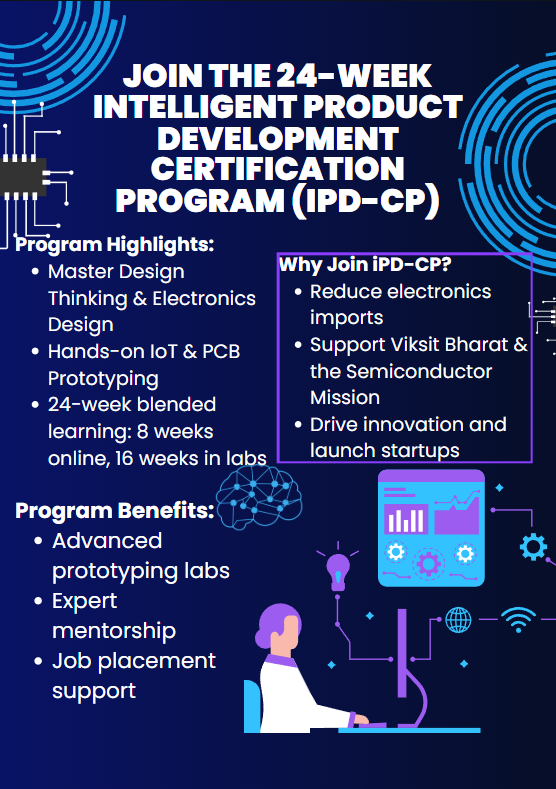 JOIN THE 24-WEEK
INTELLIGENT PRODUCT
DEVELOPMENT
CERTIFICATION
PROGRAM (IPD-CP)
Program Highlights:
• Master Design
Thinking & Electronics
Design
• Hands-on IoT & PCB
Prototyping
• 24-week blended
learning: 8 weeks
online, 16 weeks in labs
Why Join iPD-CP?
• Reduce electronics
imports
• Support Viksit Bharat &
the Semiconductor
Mission
• Drive innovation and
launch startups
Program Benefits:
• Advanced
prototyping labs
• Expert
mentorship
• Job placement
support